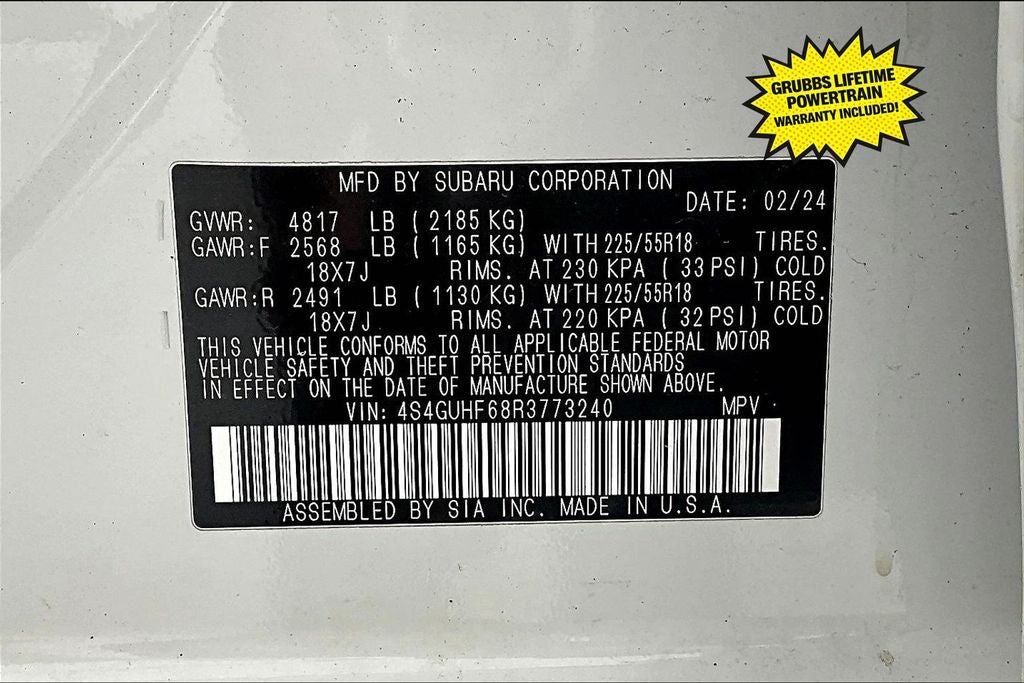 GRUBBS LIFETIME
POWERTRAIN
WARRANTY INCLUDED!
MFD BY SUBARU CORPORATION
DATE: 02/24
GVWR: 4817 LB ( 2185 KG)
GAWR:F 2568 LB ( 1165 KG) WITH 225/55R18 TIRES.
18X7J RIMS. AT 230 KPA ( 33 PSI) COLD
GAWR:R 2491 LB ( 1130 KG) WITH 225/55R18 TIRES.
18X7J RIMS. AT 220 KPA ( 32 PSI) COLD
THIS VEHICLE CONFORMS TO ALL APPLICABLE FEDERAL MOTOR
VEHICLE SAFETY AND THEFT PREVENTION STANDARDS
IN EFFECT ON THE DATE OF MANUFACTURE SHOWN ABOVE.
VIN: 4S4GUHF68R3773240 MPV
ASSEMBLED BY SIA INC. MADE IN U.S.A.